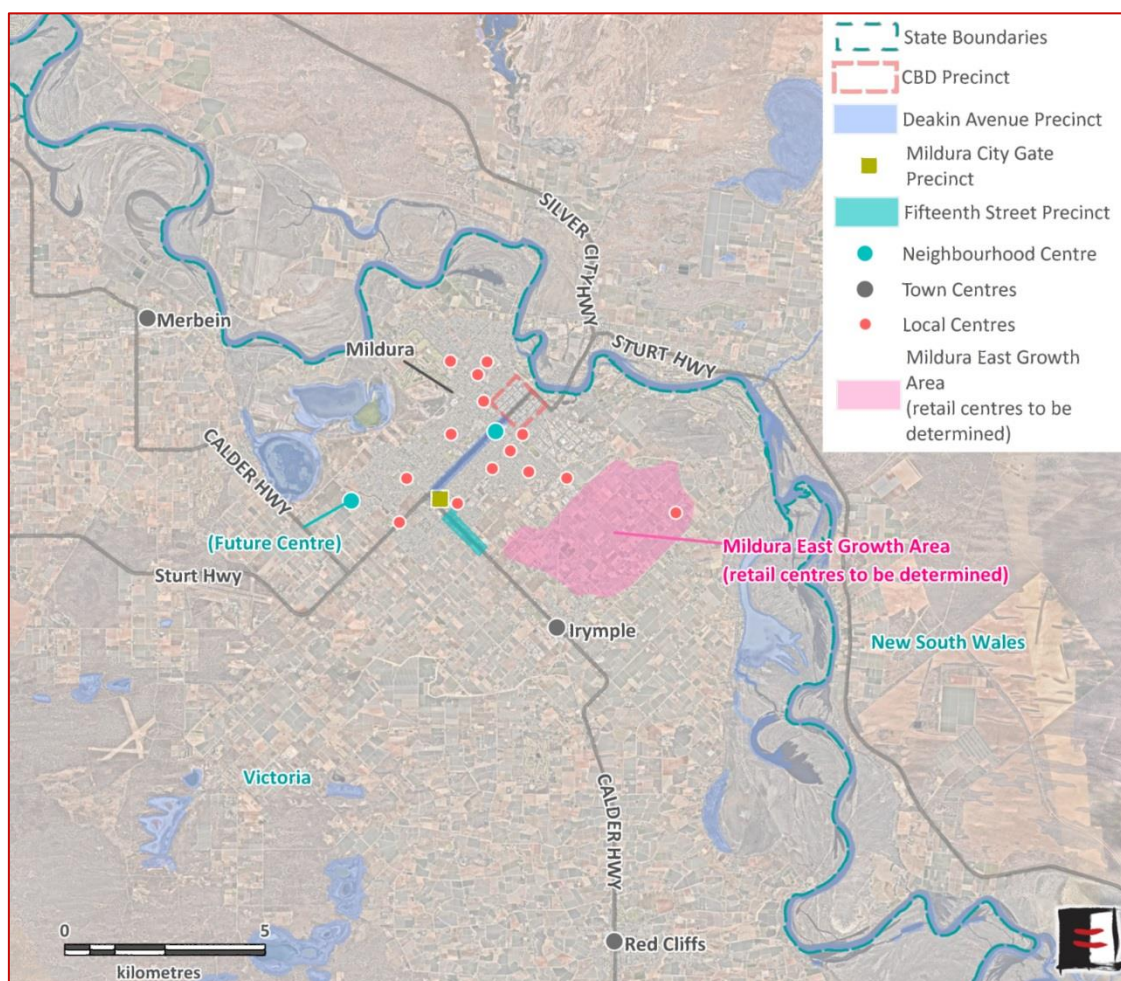 State Boundaries
CBD Precinct
Deakin Avenue Precinct
Mildura City Gate
Precinct
Fifteenth Street Precinct
Neighbourhood Centre
Town Centres
Local Centres
Mildura East Growth
Area
(retail centres to be
determined)
SILVER CITY HWY
Merbein
Mildura
STURT HWY
CALDER HWY
(Future Centre)
Mildura East Growth Area
(retail centres to be determined)
Sturt Hwy
Irymple
New South Wales
Victoria
CALDER HWY
0 5
kilometres
Red Cliffs